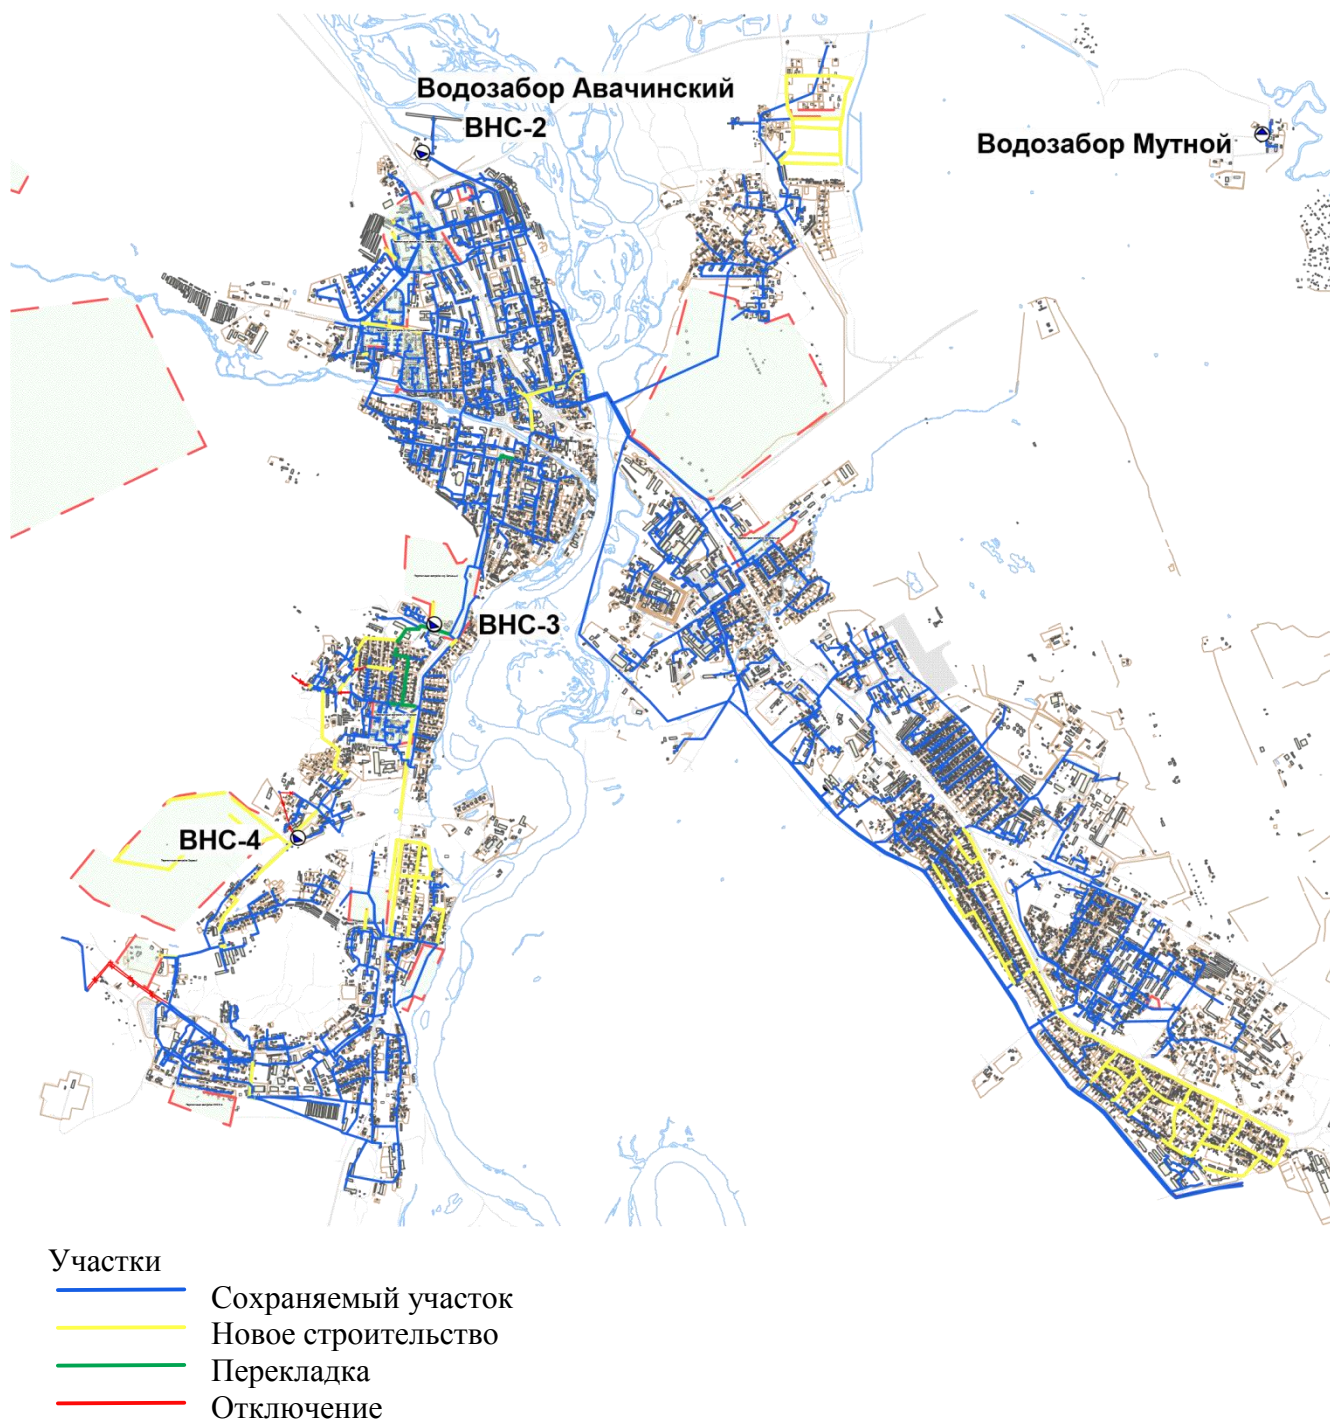 Водозабор Авачинский
ВНС-2
Водозабор Мутной
ВНС-3
ВНС-4
Участки
Сохраняемый участок
Новое строительство
Перекладка
Отключение